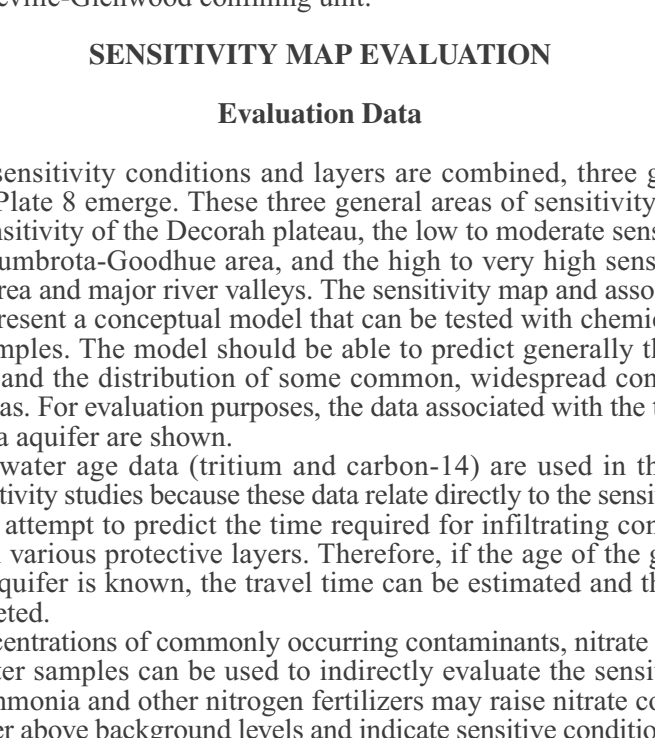 eville-Glenwood confining unit.
SENSITIVITY MAP EVALUATION
Evaluation Data
sensitivity conditions and layers are combined, three g
Plate 8 emerge. These three general areas of sensitivity
nsitivity of the Decorah plateau, the low to moderate sens
umbrota-Goodhue area, and the high to very high sens
rea and major river valleys. The sensitivity map and asso
present a conceptual model that can be tested with chemic
mples. The model should be able to predict generally th
and the distribution of some common, widespread con
as. For evaluation purposes, the data associated with the t
a aquifer are shown.
water age data (tritium and carbon-14) are used in th
tivity studies because these data relate directly to the sensi
attempt to predict the time required for infiltrating con
various protective layers. Therefore, if the age of the g
quifer is known, the travel time can be estimated and th
eted.
centrations of commonly occurring contaminants, nitrate
ter samples can be used to indirectly evaluate the sensit
mmonia and other nitrogen fertilizers may raise nitrate co
er above background levels and indicate sensitive conditio